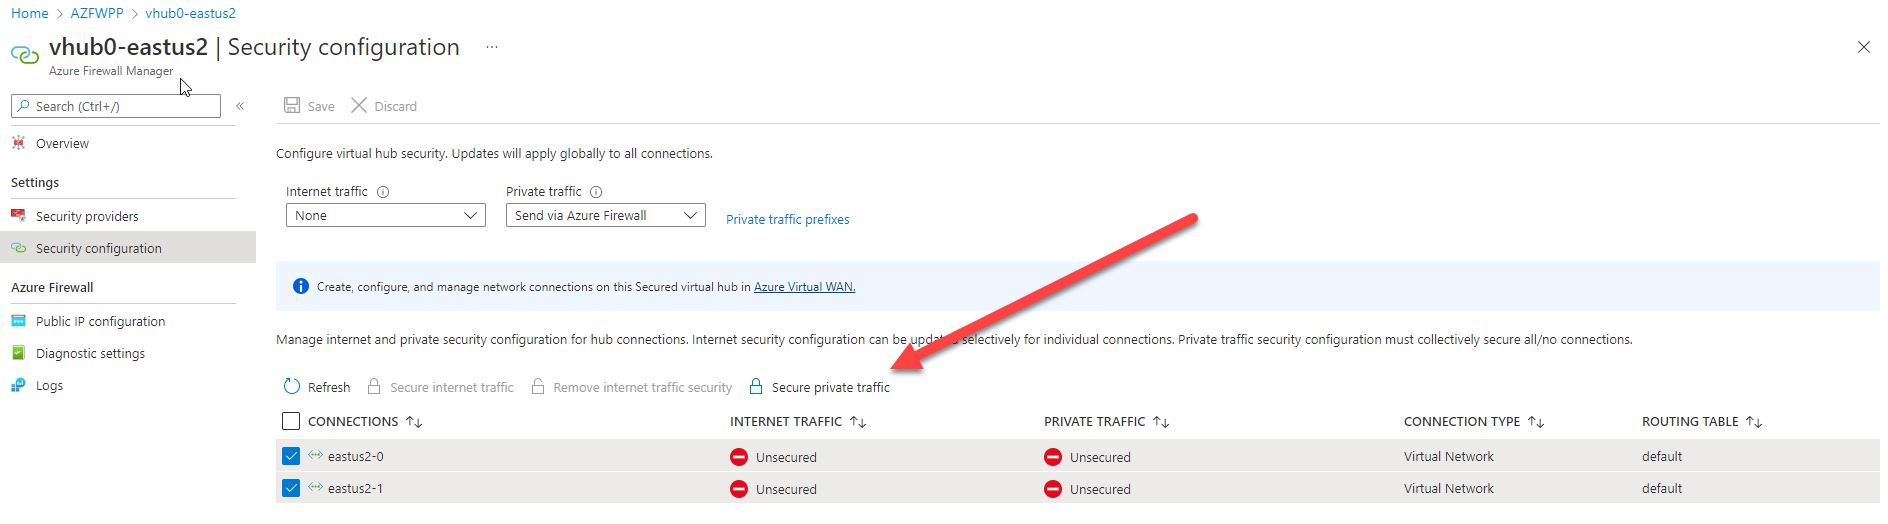 Home > AZFWPP > vhub0-eastus2
vhub0-eastus2 | Security configuration ...
Azure Firewall Manager
Search (Ctrl+/) «
Overview
Settings
Security providers
Security configuration
Azure Firewall
Public IP configuration
Diagnostic settings
Logs
Save Discard
Configure virtual hub security. Updates will apply globally to all connections.
Internet traffic Private traffic
None Send via Azure Firewall Private traffic prefixes
Create, configure, and manage network connections on this Secured virtual hub in Azure Virtual WAN.
Manage internet and private security configuration for hub connections. Internet security configuration can be updated selectively for individual connections. Private traffic security configuration must collectively secure all/no connections.
Refresh Secure internet traffic Remove internet traffic security Secure private traffic
CONNECTIONS INTERNET TRAFFIC PRIVATE TRAFFIC CONNECTION TYPE ROUTING TABLE
eastus2-0 Unsecured Unsecured Virtual Network default
eastus2-1 Unsecured Unsecured Virtual Network default